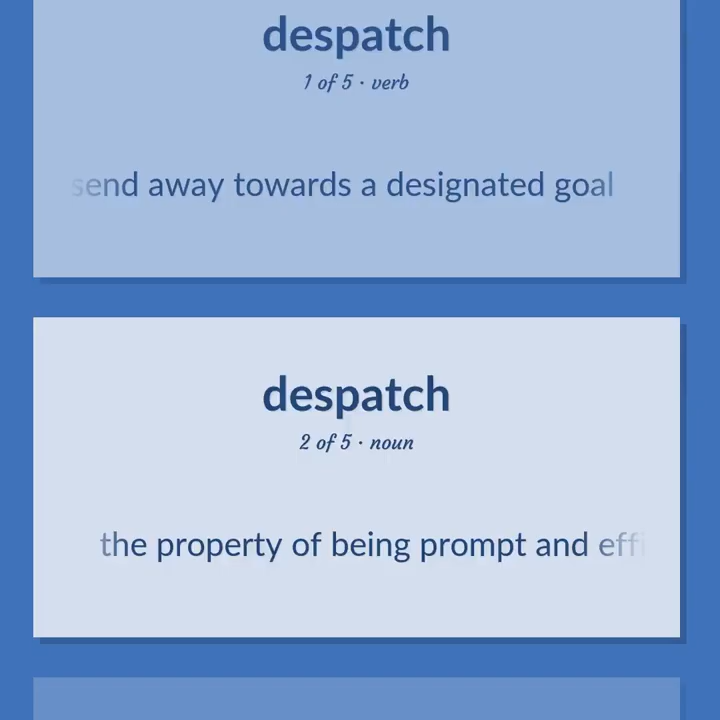 despatch
1 of 5 · verb
send away towards a designated goal
despatch
2 of 5 · noun
the property of being prompt and